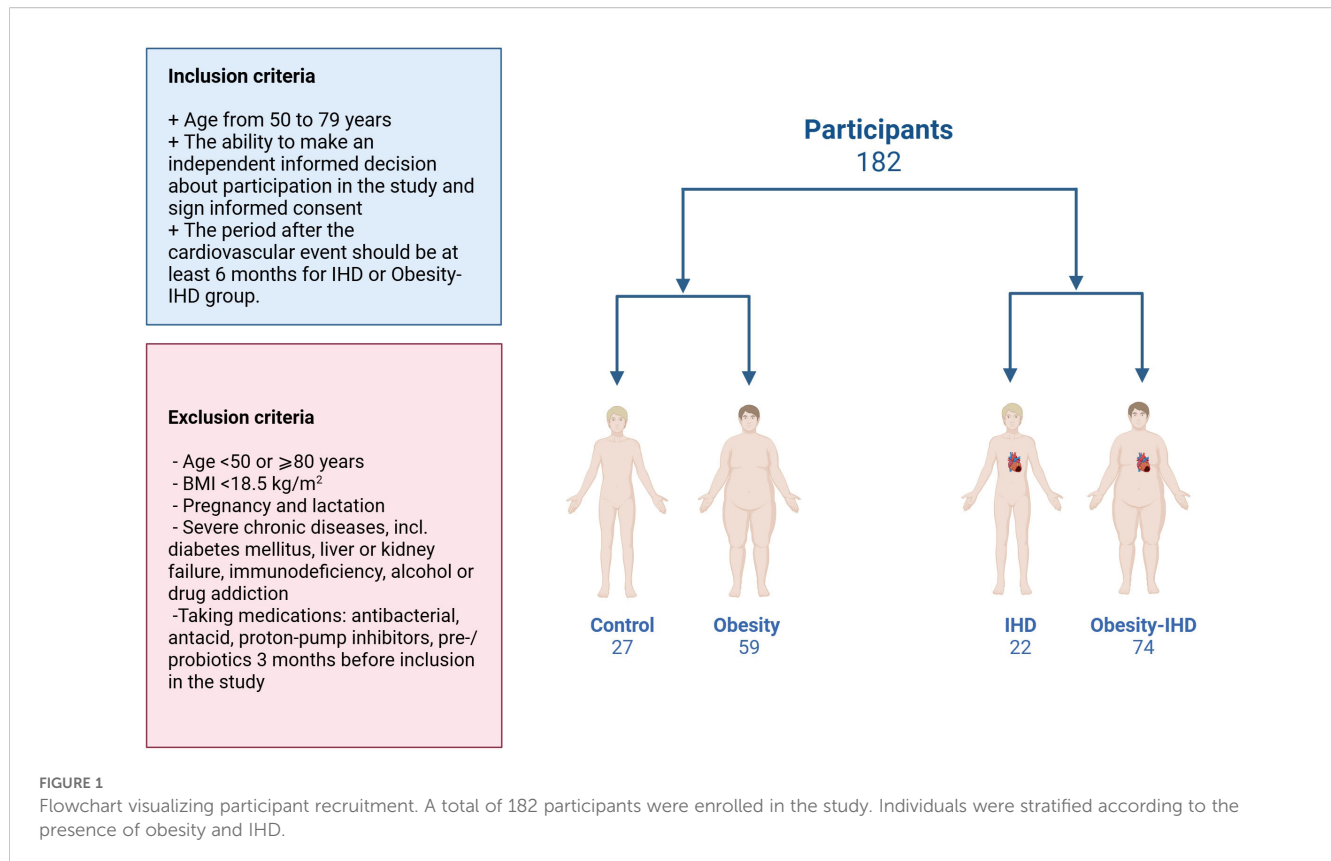 Inclusion criteria
+ Age from 50 to 79 years
+ The ability to make an
independent informed decision
about participation in the study and
sign informed consent
+ The period after the
cardiovascular event should be at
least 6 months for IHD or Obesity-
IHD group.
Exclusion criteria
- Age <50 or ⩾80 years
- BMI <18.5 kg/m²
- Pregnancy and lactation
- Severe chronic diseases, incl.
diabetes mellitus, liver or kidney
failure, immunodeficiency, alcohol or
drug addiction
-Taking medications: antibacterial,
antacid, proton-pump inhibitors, pre-/
probiotics 3 months before inclusion
in the study
Participants
182
Control
27
Obesity
59
IHD
22
Obesity-IHD
74
FIGURE 1
Flowchart visualizing participant recruitment. A total of 182 participants were enrolled in the study. Individuals were stratified according to the
presence of obesity and IHD.